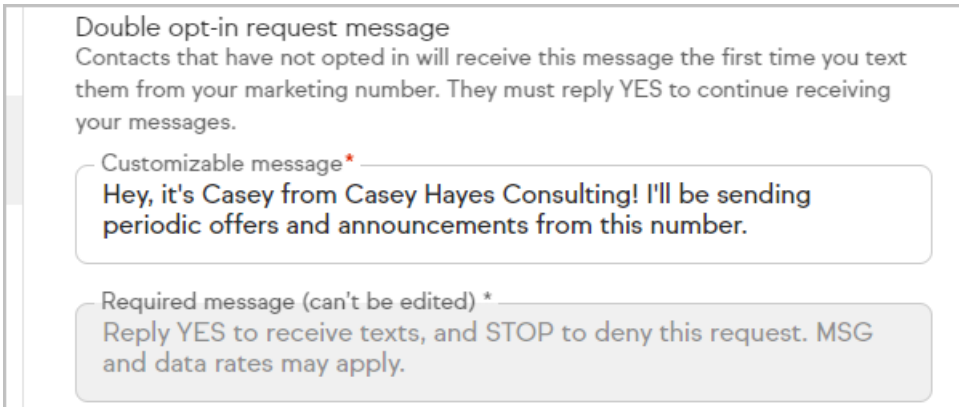 Double opt-in request message
Contacts that have not opted in will receive this message the first time you text
them from your marketing number. They must reply YES to continue receiving
your messages.
Customizable message*
Hey, it's Casey from Casey Hayes Consulting! I'll be sending
periodic offers and announcements from this number.
Required message (can't be edited) *
Reply YES to receive texts, and STOP to deny this request. MSG
and data rates may apply.